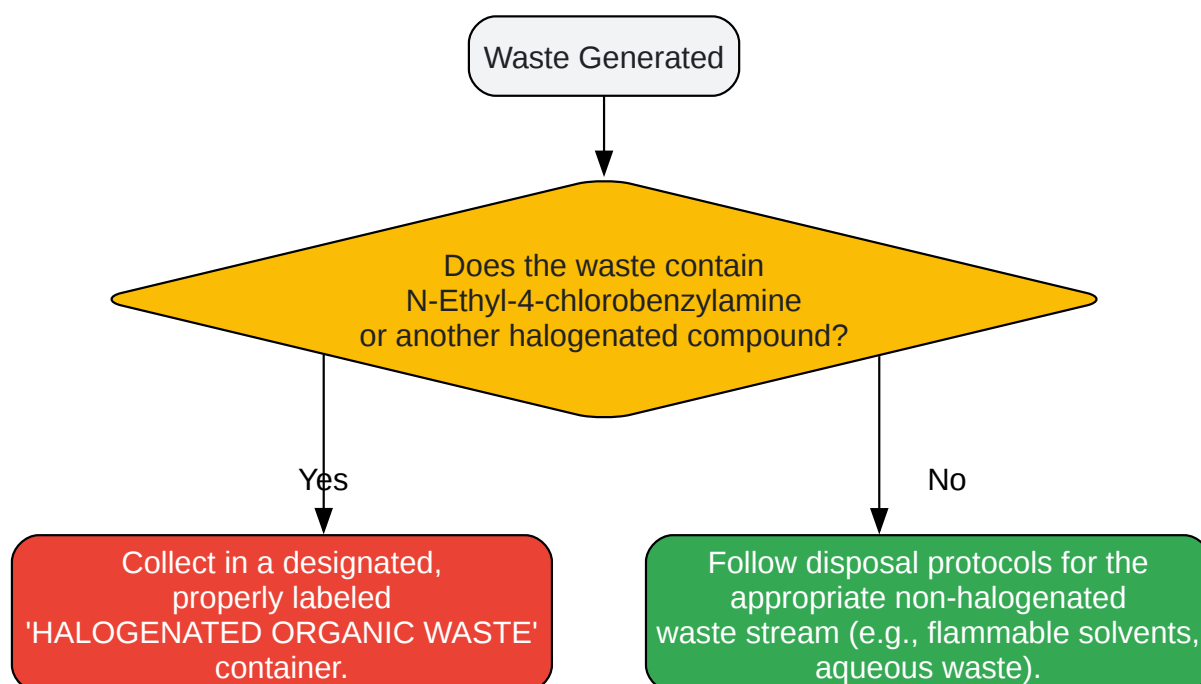 Waste Generated
Does the waste contain
N-Ethyl-4-chlorobenzylamine
or another halogenated compound?
Yes
No
Collect in a designated,
properly labeled
'HALOGENATED ORGANIC WASTE'
container.
Follow disposal protocols for the
appropriate non-halogenated
waste stream (e.g., flammable solvents,
aqueous waste).